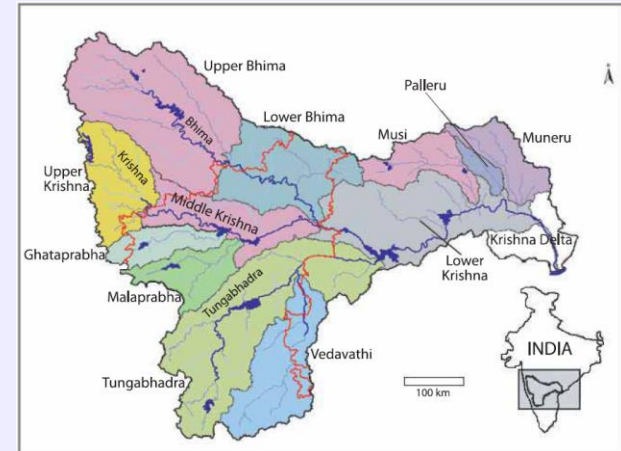 Upper Bhima
Lower Bhima
Palleru
Musi
Muneru
Bhima
Krishna
Upper
Krishna
Middle Krishna
Ghataprabha
Krishna Delta
Lower
Krishna
Malaprabha
Tungabhadra
Vedavathi
Tungabhadra
100 km
INDIA